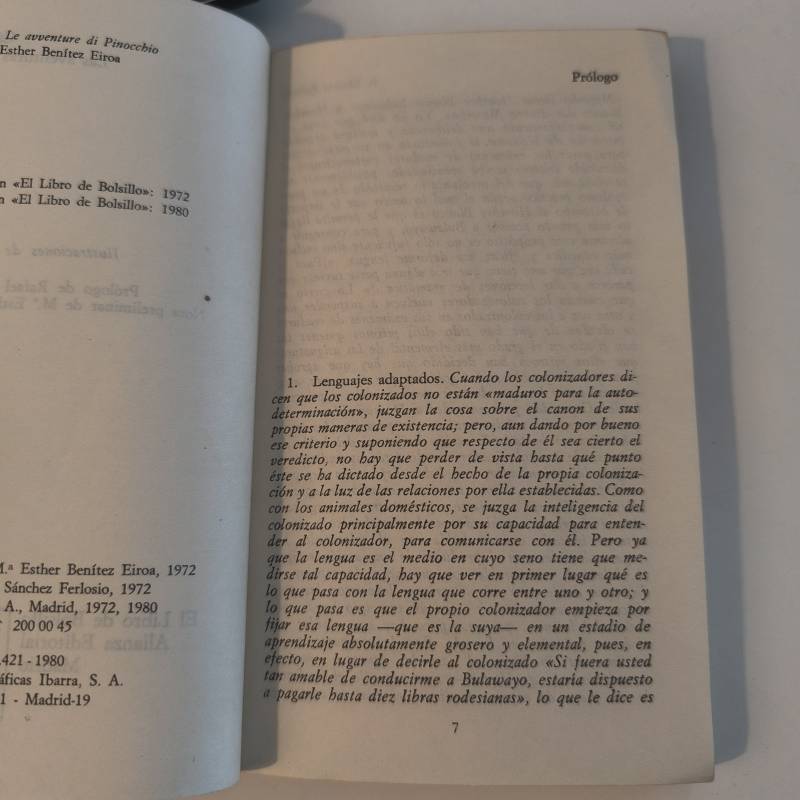 Le avventure di Pinocchio
Esther Benítez Eiroa
n «El Libro de Bolsillo»: 1972
n «El Libro de Bolsillo»: 1980
M.ª Esther Benítez Eiroa, 1972
Sánchez Ferlosio, 1972
A., Madrid, 1972, 1980
200 00 45
.421 - 1980
áficas Ibarra, S. A.
1 - Madrid-19
Prólogo
1. Lenguajes adaptados. Cuando los colonizadores di-
cen que los colonizados no están «maduros para la auto-
determinación», juzgan la cosa sobre el canon de sus
propias maneras de existencia; pero, aun dando por bueno
ese criterio y suponiendo que respecto de él sea cierto el
veredicto, no hay que perder de vista hasta qué punto
éste se ha dictado desde el hecho de la propia coloniza-
ción y a la luz de las relaciones por ella establecidas. Como
con los animales domésticos, se juzga la inteligencia del
colonizado principalmente por su capacidad para enten-
der al colonizador, para comunicarse con él. Pero ya
que la lengua es el medio en cuyo seno tiene que me-
dirse tal capacidad, hay que ver en primer lugar qué es
lo que pasa con la lengua que corre entre uno y otro; y
lo que pasa es que el propio colonizador empieza por
fijar esa lengua —que es la suya— en un estadio de
aprendizaje absolutamente grosero y elemental, pues, en
efecto, en lugar de decirle al colonizado «Si fuera usted
tan amable de conducirme a Bulawayo, estaría dispuesto
a pagarle hasta diez libras rodesianas», lo que le dice es
7